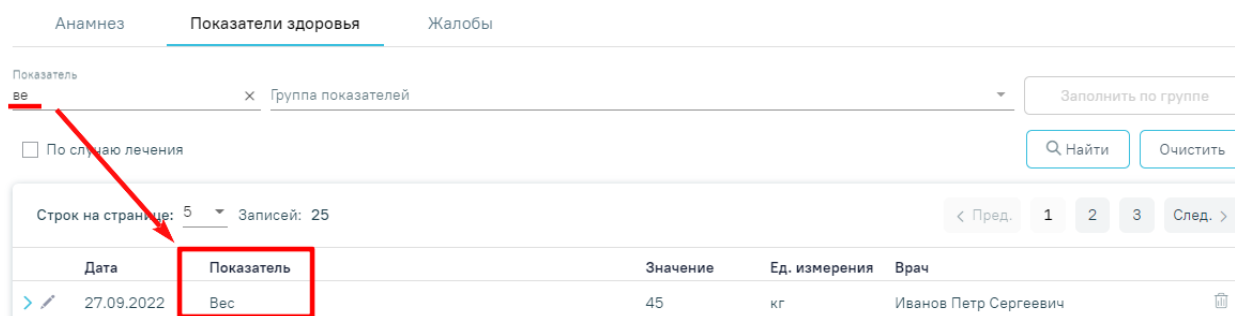 Анамнез Показатели здоровья Жалобы
Показатель
ве Группа показателей Заполнить по группе
По случаю лечения Найти Очистить
Строк на странице: 5 Записей: 25 Пред. 1 2 3 След.
Дата Показатель Значение Ед. измерения Врач
27.09.2022 Вес 45 кг Иванов Петр Сергеевич